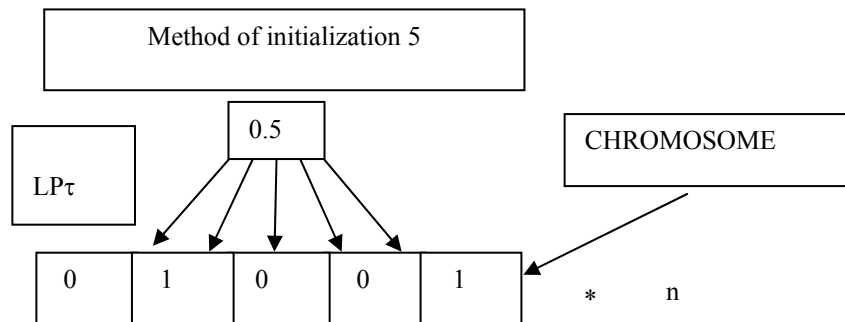 Method of initialization 5
0.5
CHROMOSOME
LPτ
0 1 0 0 1
* n